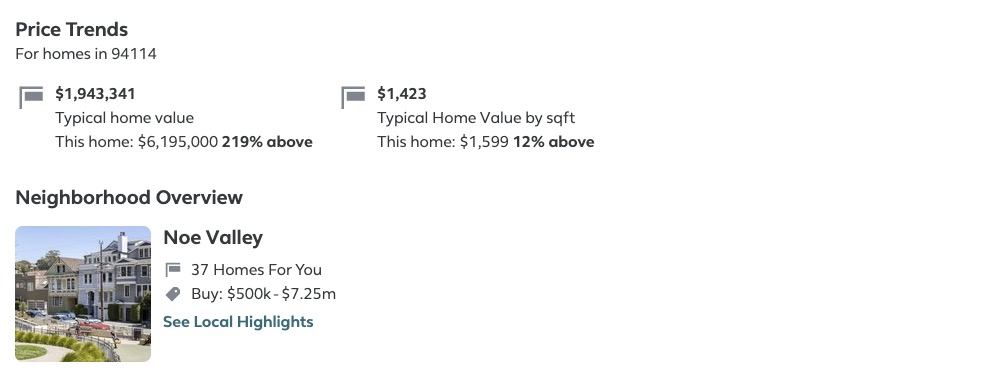 Price Trends
For homes in 94114
$1,943,341
Typical home value
This home: $6,195,000 219% above
$1,423
Typical Home Value by sqft
This home: $1,599 12% above
Neighborhood Overview
Noe Valley
37 Homes For You
Buy: $500k - $7.25m
See Local Highlights